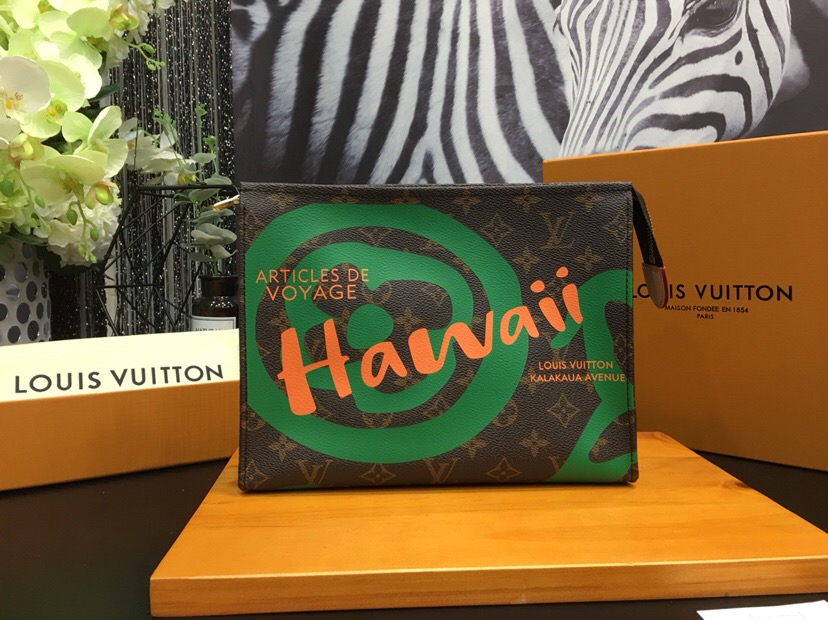 ARTICLES DE
VOYAGE
Hawaii
LOUIS VUITTON
KALAKAUA AVENUE
LOUIS VUITTON
LOUIS VUITTON
MAISON FONDÉE EN 1854
PARIS